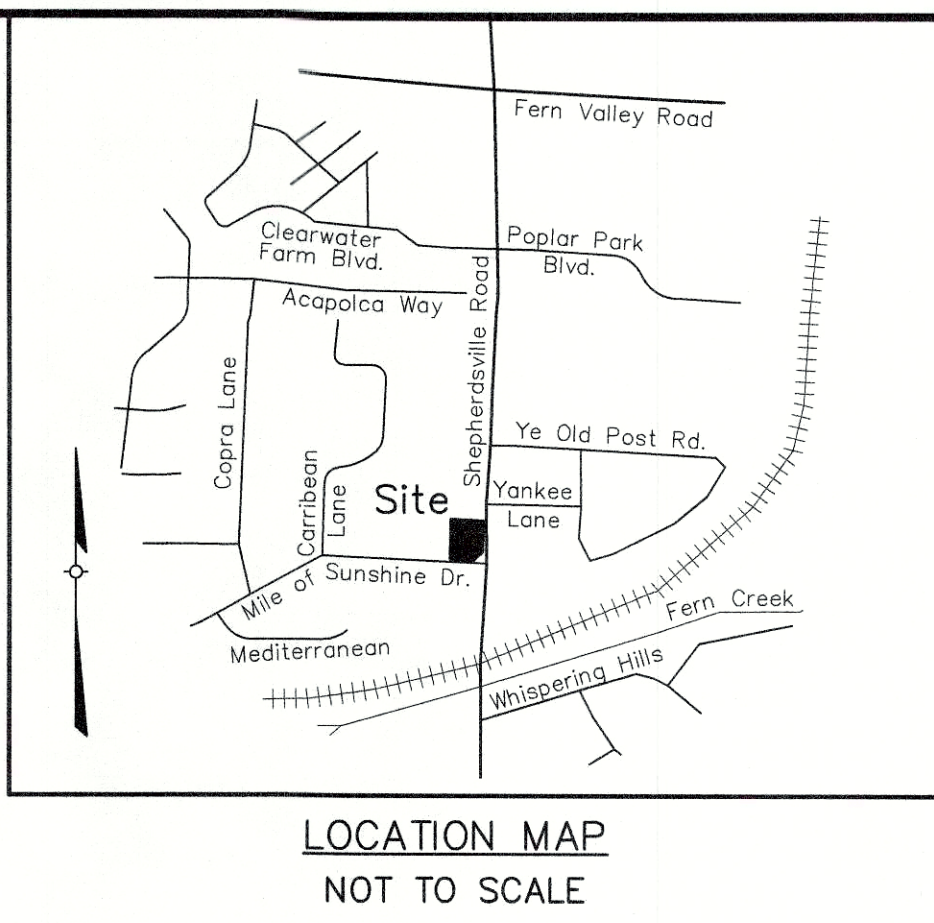 Fern Valley Road
Clearwater
Farm Blvd.
Poplar Park
Blvd.
Acapolca Way
Shepherdsville Road
Copra Lane
Ye Old Post Rd.
Carribean
Lane
Site
Yankee
Lane
Mile of Sunshine Dr.
Fern Creek
Mediterranean
Whispering Hills
LOCATION MAP
NOT TO SCALE